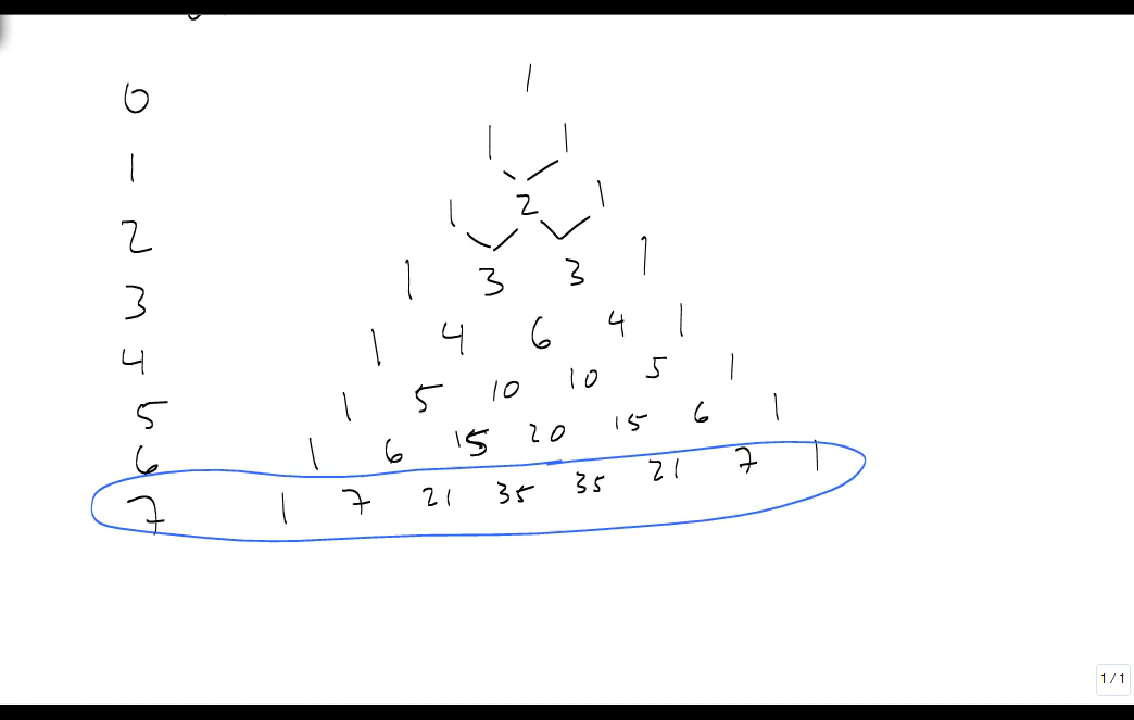 0 1
1 1 1
2 1 2 1
3 1 3 3 1
4 1 4 6 4 1
5 1 5 10 10 5 1
6 1 6 15 20 15 6 1
7 1 7 21 35 35 21 7 1
1/1